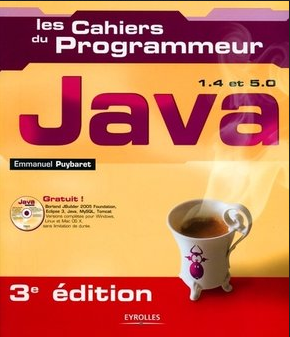 les Cahiers
du Programmeur
Java
1.4 et 5.0
Emmanuel Puybaret
Gratuit !
Borland JBuilder 2005 Foundation,
Eclipse 3, Java, MySQL, Tomcat
Versions complètes pour Windows,
Linux et Mac OS X
sans limitation de durée.
Java
3e édition
EYROLLES